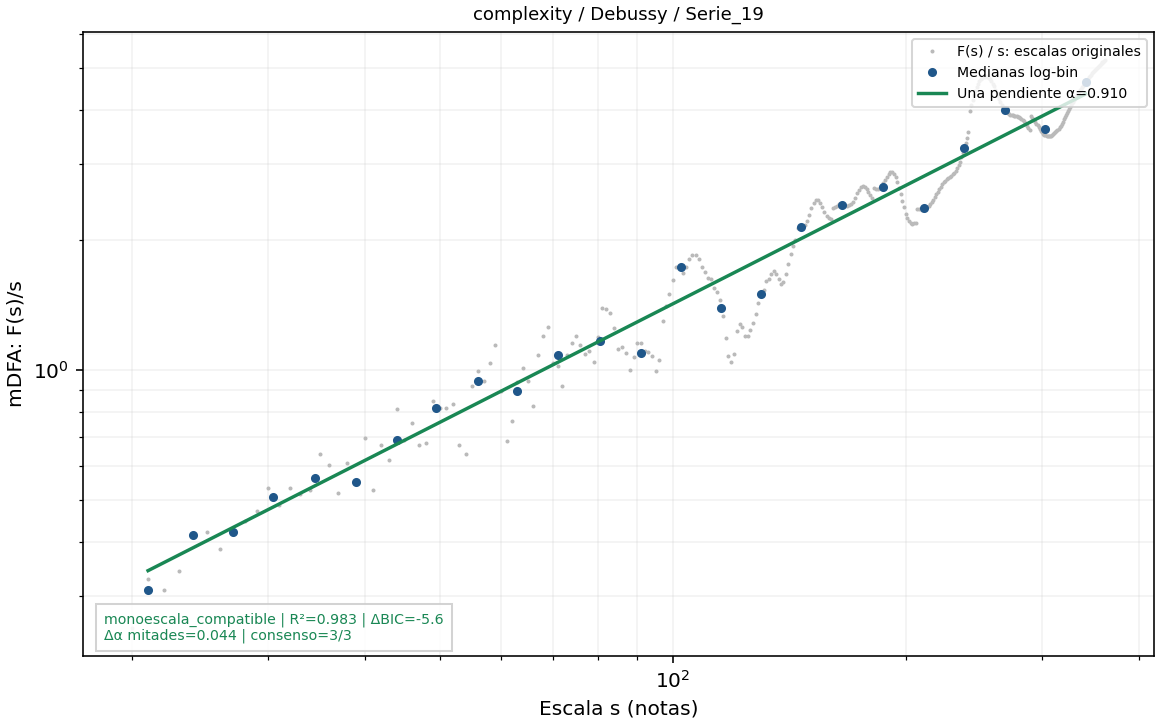 complexity / Debussy / Serie_19
F(s) / s: escalas originales
Medianas log-bin
Una pendiente α=0.910
mDFA: F(s)/s
10⁰
monoescala_compatible | R²=0.983 | ΔBIC=-5.6
Δα mitades=0.044 | consenso=3/3
10²
Escala s (notas)